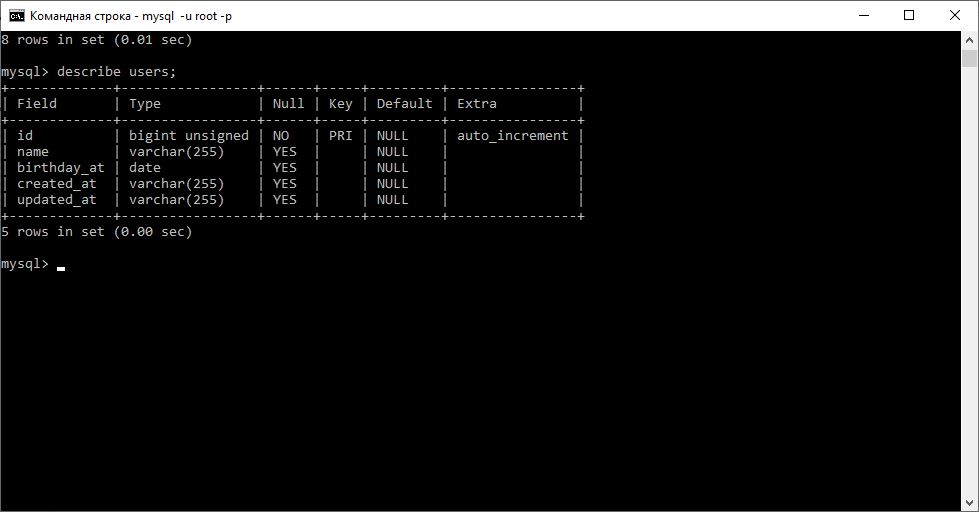 Командная строка - mysql -u root -p
8 rows in set (0.01 sec)
mysql> describe users;
+-------------+-----------------+------+-----+---------+----------------+
| Field       | Type            | Null | Key | Default | Extra          |
+-------------+-----------------+------+-----+---------+----------------+
| id          | bigint unsigned | NO   | PRI | NULL    | auto_increment |
| name        | varchar(255)    | YES  |     | NULL    |                |
| birthday_at | date            | YES  |     | NULL    |                |
| created_at  | varchar(255)    | YES  |     | NULL    |                |
| updated_at  | varchar(255)    | YES  |     | NULL    |                |
+-------------+-----------------+------+-----+---------+----------------+
5 rows in set (0.00 sec)
mysql>